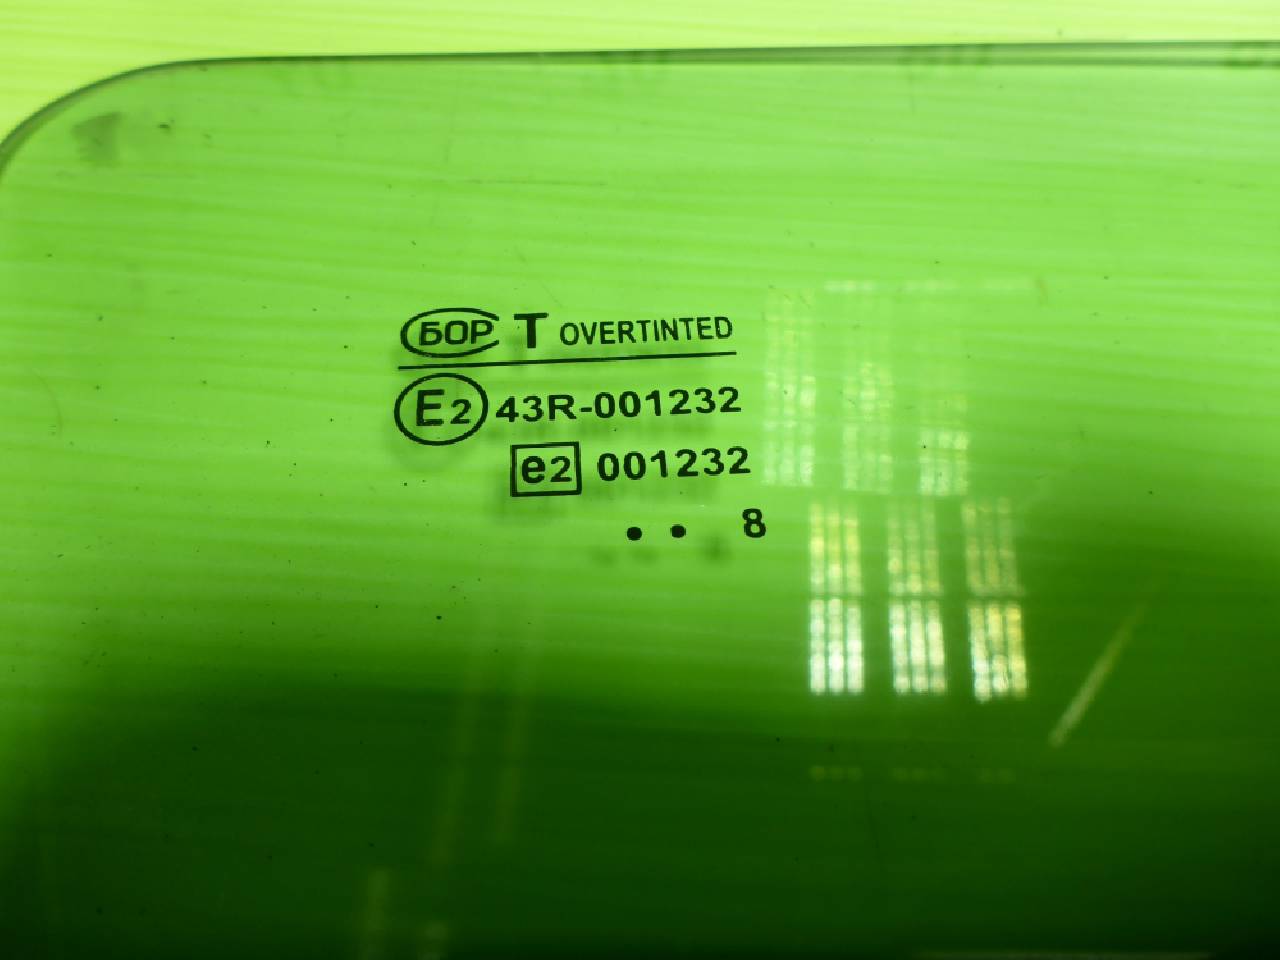 БОР T OVERTINTED
E2 43R-001232
e2 001232
• • 8